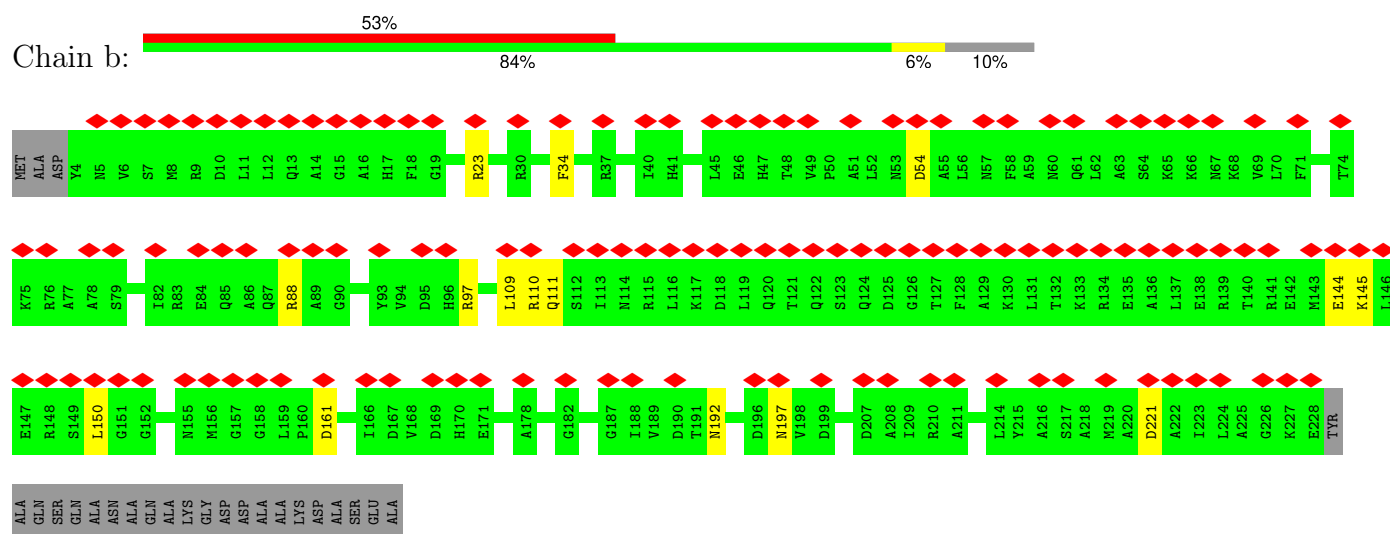 53%
Chain b:
84% 6% 10%
MET ALA ASP Y4 N5 V6 S7 M8 R9 D10 L11 L12 Q13 A14 G15 A16 H17 F18 G19 R23 R30 F34 R37 I40 H41 L45 E46 H47 T48 V49 P50 A51 L52 N53 D54 A55 L56 N57 F58 A59 N60 Q61 L62 A63 S64 K65 K66 N67 K68 V69 L70 F71 T74
K75 R76 A77 A78 S79 I82 R83 E84 Q85 A86 Q87 R88 A89 G90 Y93 V94 D95 H96 R97 L109 R110 Q111 S112 I113 N114 R115 L116 K117 D118 L119 Q120 T121 Q122 S123 Q124 D125 G126 T127 F128 A129 K130 L131 T132 K133 R134 E135 A136 L137 E138 R139 T140 R141 E142 M143 E144 K145 L146
E147 R148 S149 L150 G151 G152 N155 M156 G157 G158 L159 P160 D161 I166 D167 V168 D169 H170 E171 A178 G182 G187 I188 V189 D190 T191 N192 D196 N197 V198 D199 D207 A208 I209 R210 A211 L214 Y215 A216 S217 A218 M219 A220 D221 A222 I223 L224 A225 G226 K227 E228 TYR
ALA GLN SER GLN ALA ASN ALA GLN ALA ALA LYS GLY ASP ASP ALA ALA LYS ASP ALA SER GLU ALA